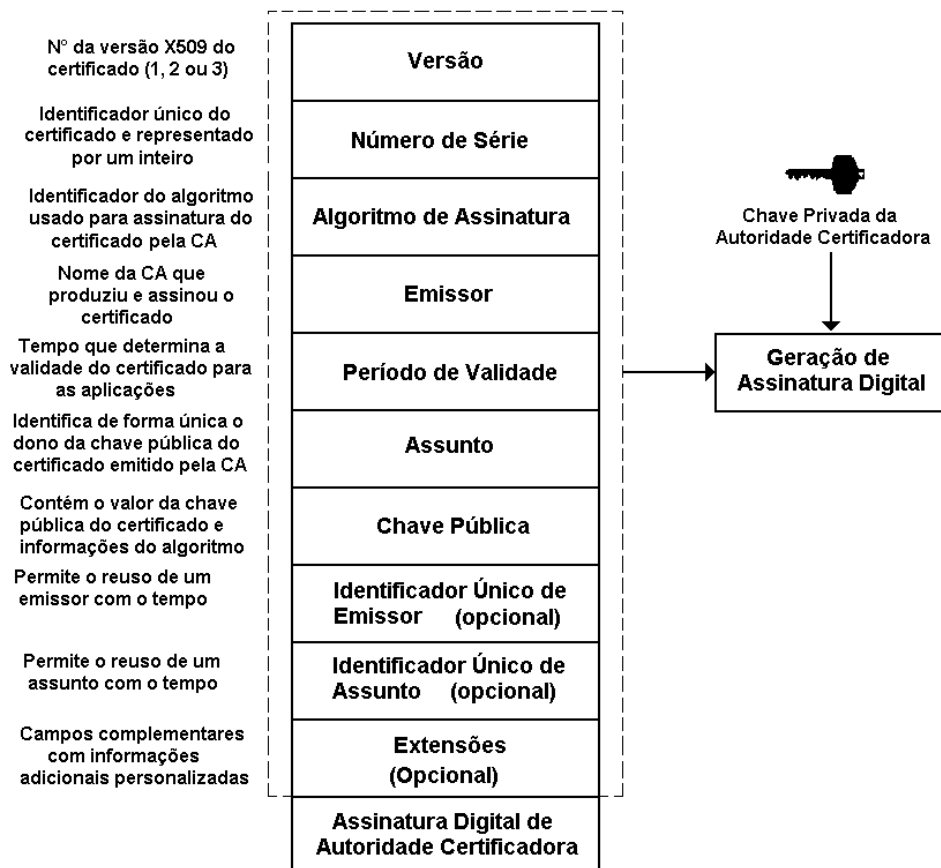 N° da versão X509 do
certificado (1, 2 ou 3)
Versão
Identificador único do
certificado e representado
por um inteiro
Número de Série
Identificador do algoritmo
usado para assinatura do
certificado pela CA
Algoritmo de Assinatura
Nome da CA que
produziu e assinou o
certificado
Emissor
Tempo que determina a
validade do certificado para
as aplicações
Período de Validade
Identifica de forma única o
dono da chave pública do
certificado emitido pela CA
Assunto
Contém o valor da chave
pública do certificado e
informações do algoritmo
Chave Pública
Permite o reuso de um
emissor com o tempo
Identificador Único de
Emissor (opcional)
Permite o reuso de um
assunto com o tempo
Identificador Único de
Assunto (opcional)
Campos complementares
com informações
adicionais personalizadas
Extensões
(Opcional)
Assinatura Digital de
Autoridade Certificadora
Chave Privada da
Autoridade Certificadora
Geração de
Assinatura Digital